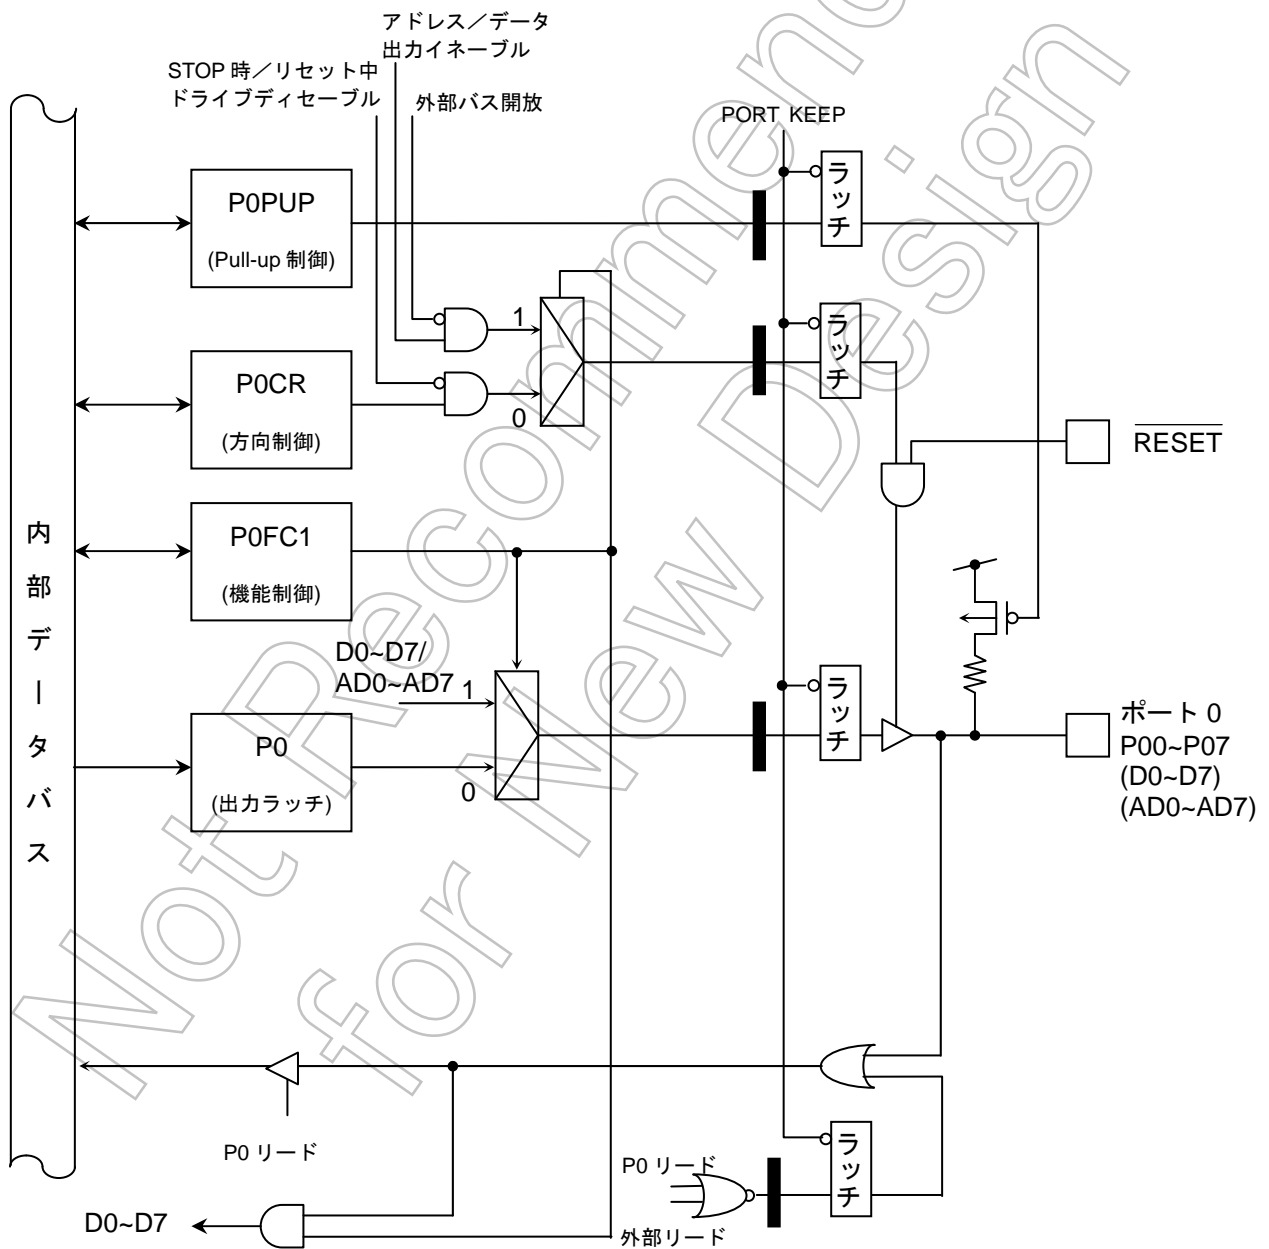 アドレス／データ
出力イネーブル
STOP 時／リセット中
ドライブディセーブル
外部バス開放
PORT KEEP
P0PUP
(Pull-up 制御)
ラッチ
1
0
P0CR
(方向制御)
ラッチ
RESET
P0FC1
(機能制御)
内部データバス
D0~D7/
AD0~AD7
1
0
P0
(出力ラッチ)
ラッチ
ポート 0
P00~P07
(D0~D7)
(AD0~AD7)
P0 リード
D0~D7
P0 リード
外部リード
ラッチ
Not Recommen
for New Design